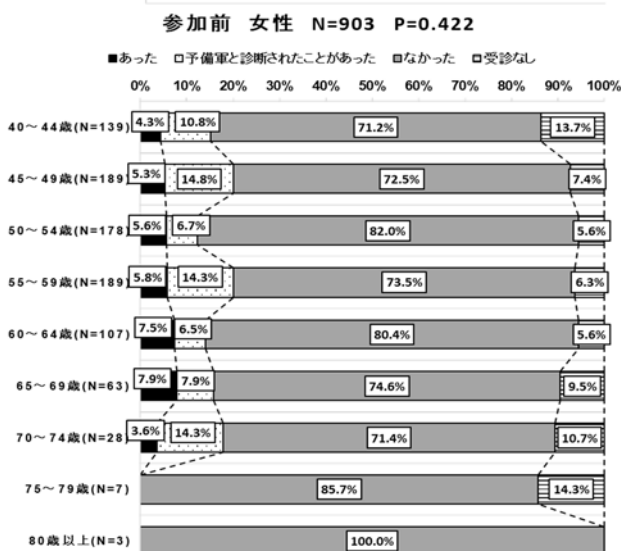 参加前 女性 N=903 P=0.422
■あった □予備軍と診断されたことがあった ■なかった 目受診なし
0% 10% 20% 30% 40% 50% 60% 70% 80% 90% 100%
40～44歳(N=139) 4.3% 10.8% 71.2% 13.7%
45～49歳(N=189) 5.3% 14.8% 72.5% 7.4%
50～54歳(N=178) 5.6% 6.7% 82.0% 5.6%
55～59歳(N=189) 5.8% 14.3% 73.5% 6.3%
60～64歳(N=107) 7.5% 6.5% 80.4% 5.6%
65～69歳(N=63) 7.9% 7.9% 74.6% 9.5%
70～74歳(N=28) 3.6% 14.3% 71.4% 10.7%
75～79歳(N=7) 85.7% 14.3%
80歳以上(N=3) 100.0%